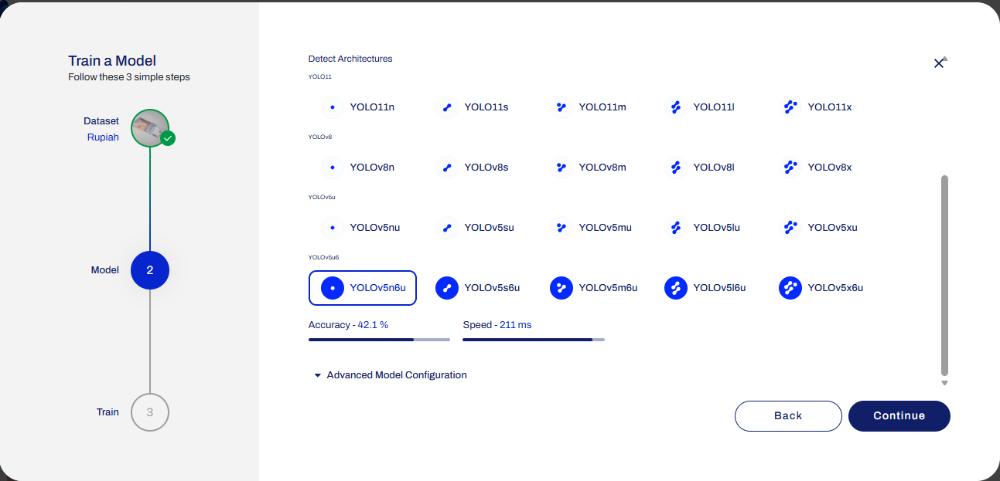 Train a Model
Follow these 3 simple steps
Dataset
Rupiah
Model
2
Train
3
Detect Architectures
YOLO11
YOLO11n YOLO11s YOLO11m YOLO11l YOLO11x
YOLOv8
YOLOv8n YOLOv8s YOLOv8m YOLOv8l YOLOv8x
YOLOv5u
YOLOv5nu YOLOv5su YOLOv5mu YOLOv5lu YOLOv5xu
YOLOv5u6
YOLOv5n6u YOLOv5s6u YOLOv5m6u YOLOv5l6u YOLOv5x6u
Accuracy - 42.1 % Speed - 211 ms
Advanced Model Configuration
Back Continue